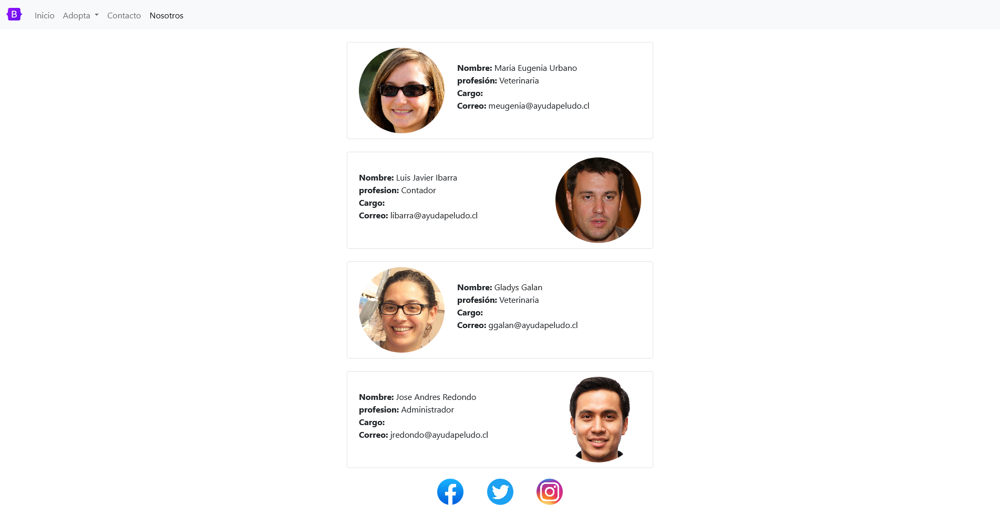 B Inicio Adopta Contacto Nosotros
Nombre: Maria Eugenia Urbano
profesión: Veterinaria
Cargo:
Correo: meugenia@ayudapeludo.cl
Nombre: Luis Javier Ibarra
profesion: Contador
Cargo:
Correo: libarra@ayudapeludo.cl
Nombre: Gladys Galan
profesión: Veterinaria
Cargo:
Correo: ggalan@ayudapeludo.cl
Nombre: Jose Andres Redondo
profesion: Administrador
Cargo:
Correo: jredondo@ayudapeludo.cl